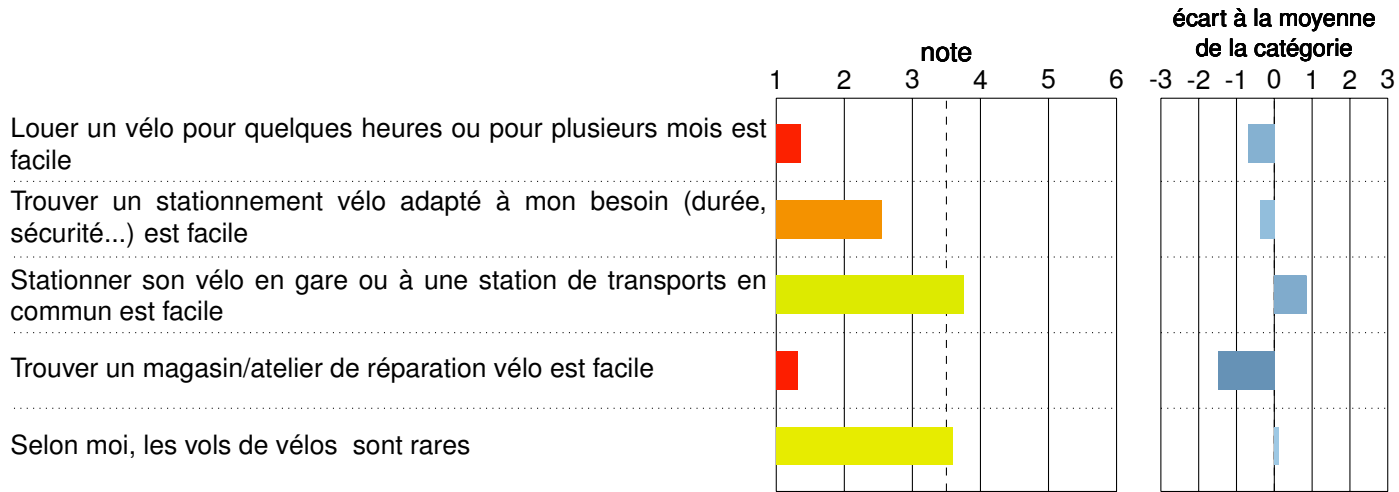 écart à la moyenne
de la catégorie
note
1 2 3 4 5 6
-3 -2 -1 0 1 2 3
Louer un vélo pour quelques heures ou pour plusieurs mois est
facile
Trouver un stationnement vélo adapté à mon besoin (durée,
sécurité...) est facile
Stationner son vélo en gare ou à une station de transports en
commun est facile
Trouver un magasin/atelier de réparation vélo est facile
Selon moi, les vols de vélos sont rares